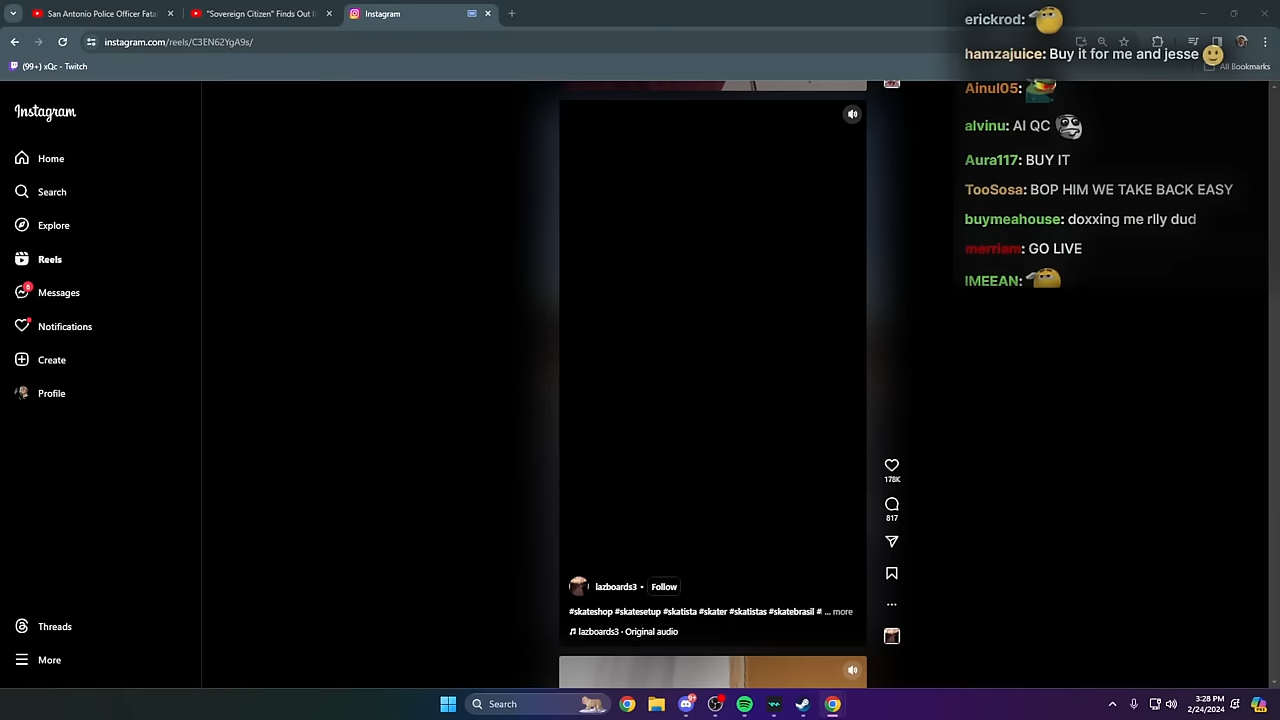 San Antonio Police Officer Fata
"Sovereign Citizen" Finds Out I
Instagram
instagram.com/reels/C3EN62YgA9s/
(99+) xQc - Twitch
All Bookmarks
erickrod:
hamzajuice: Buy it for me and jesse
Ainul05:
alvinu: AI QC
Aura117: BUY IT
TooSosa: BOP HIM WE TAKE BACK EASY
buymeahouse: doxxing me rlly dud
merriam: GO LIVE
IMEEAN:
Instagram
Home
Search
Explore
Reels
6
Messages
Notifications
Create
Profile
Threads
More
178K
817
lazboards3 • Follow
#skateshop #skatesetup #skatista #skater #skatistas #skatebrasil # ... more
lazboards3 · Original audio
Search
3:28 PM
2/24/2024